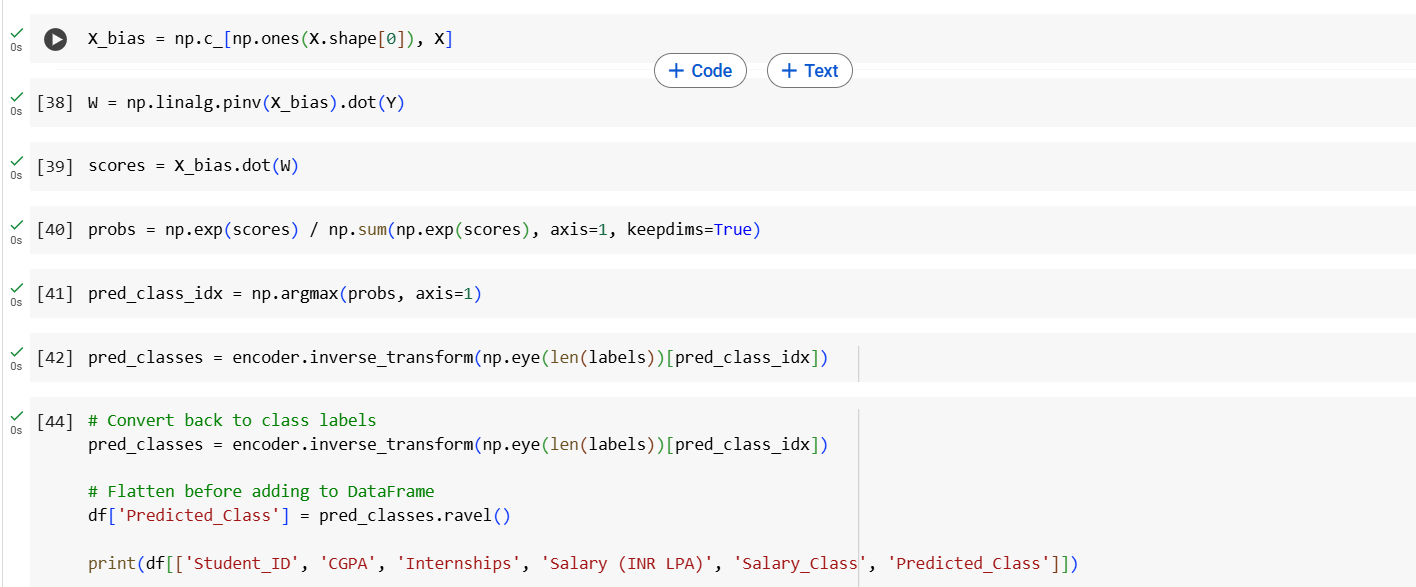 0s X_bias = np.c_[np.ones(X.shape[0]), X]
+ Code + Text
0s [38] W = np.linalg.pinv(X_bias).dot(Y)
0s [39] scores = X_bias.dot(W)
0s [40] probs = np.exp(scores) / np.sum(np.exp(scores), axis=1, keepdims=True)
0s [41] pred_class_idx = np.argmax(probs, axis=1)
0s [42] pred_classes = encoder.inverse_transform(np.eye(len(labels))[pred_class_idx])
0s [44] # Convert back to class labels
pred_classes = encoder.inverse_transform(np.eye(len(labels))[pred_class_idx])
# Flatten before adding to DataFrame
df['Predicted_Class'] = pred_classes.ravel()
print(df[['Student_ID', 'CGPA', 'Internships', 'Salary (INR LPA)', 'Salary_Class', 'Predicted_Class']])